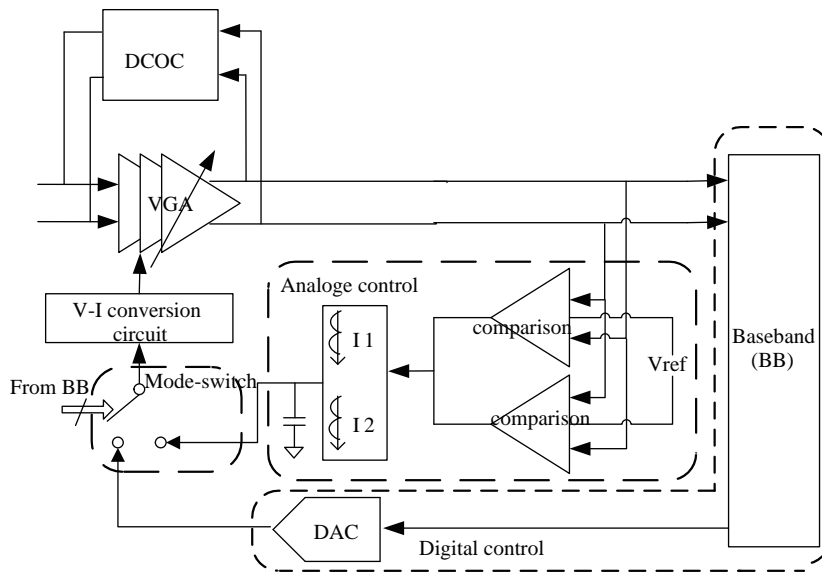 DCOC
VGA
V-I conversion
circuit
Analoge control
I 1
I 2
comparison
comparison
Vref
Baseband
(BB)
From BB
Mode-switch
DAC
Digital control